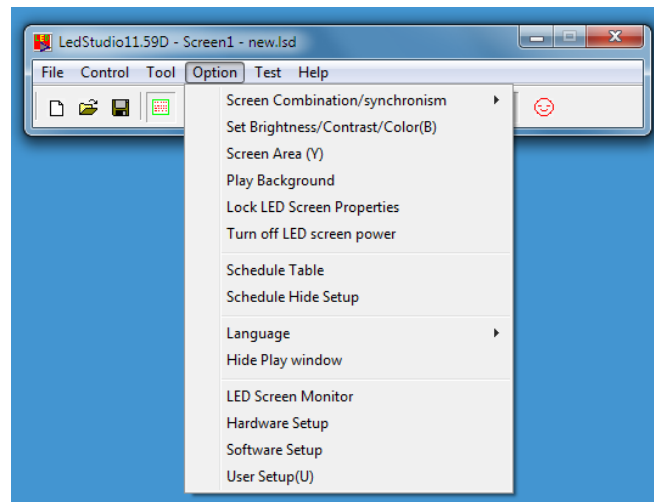 LedStudio11.59D - Screen1 - new.lsd
File Control Tool Option Test Help
Screen Combination/synchronism
Set Brightness/Contrast/Color(B)
Screen Area (Y)
Play Background
Lock LED Screen Properties
Turn off LED screen power
Schedule Table
Schedule Hide Setup
Language
Hide Play window
LED Screen Monitor
Hardware Setup
Software Setup
User Setup(U)